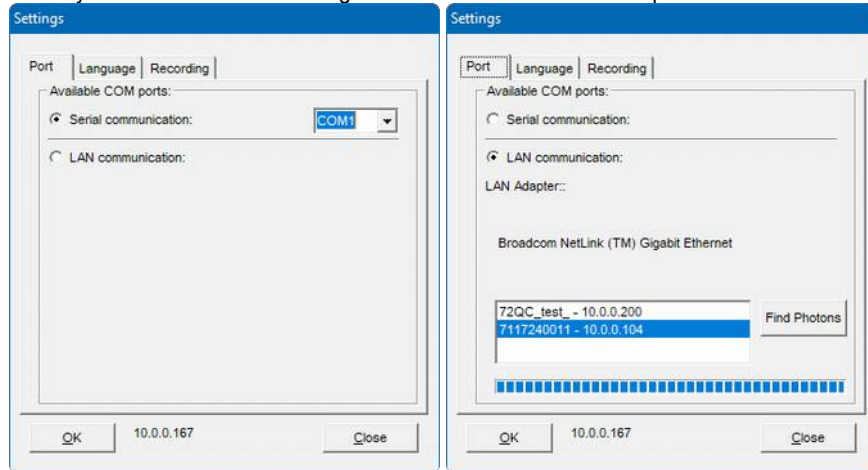 Settings
Port Language Recording
Available COM ports:
Serial communication: COM1
LAN communication:
OK 10.0.0.167 Close
Settings
Port Language Recording
Available COM ports:
Serial communication:
LAN communication:
LAN Adapter::
Broadcom NetLink (TM) Gigabit Ethernet
72QC_test_ - 10.0.0.200
7117240011 - 10.0.0.104
Find Photons
OK 10.0.0.167 Close